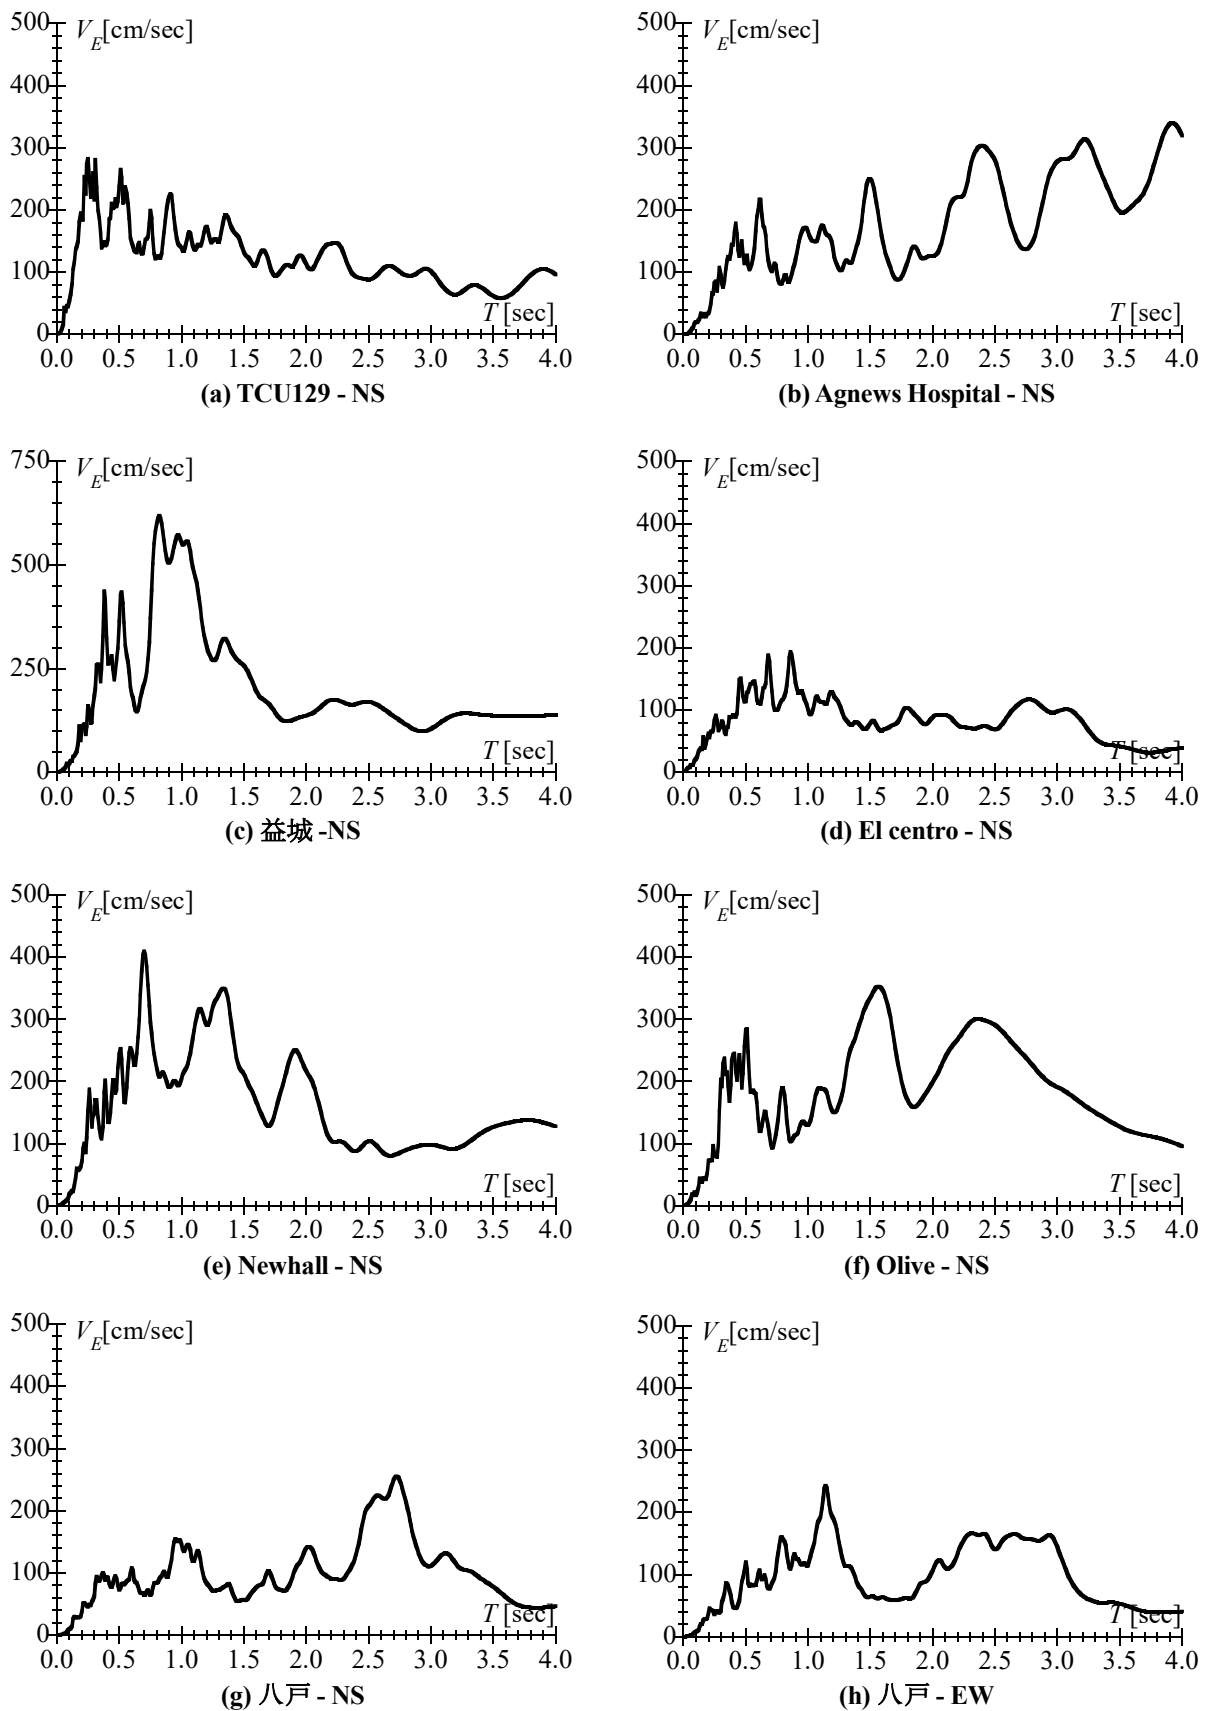 500 V_E[cm/sec]
400
300
200
100
0
T [sec]
0.0 0.5 1.0 1.5 2.0 2.5 3.0 3.5 4.0
(a) TCU129 - NS
500 V_E[cm/sec]
400
300
200
100
0
T [sec]
0.0 0.5 1.0 1.5 2.0 2.5 3.0 3.5 4.0
(b) Agnews Hospital - NS
750 V_E[cm/sec]
500
250
0
T [sec]
0.0 0.5 1.0 1.5 2.0 2.5 3.0 3.5 4.0
(c) 益城 -NS
500 V_E[cm/sec]
400
300
200
100
0
T [sec]
0.0 0.5 1.0 1.5 2.0 2.5 3.0 3.5 4.0
(d) El centro - NS
500 V_E[cm/sec]
400
300
200
100
0
T [sec]
0.0 0.5 1.0 1.5 2.0 2.5 3.0 3.5 4.0
(e) Newhall - NS
500 V_E[cm/sec]
400
300
200
100
0
T [sec]
0.0 0.5 1.0 1.5 2.0 2.5 3.0 3.5 4.0
(f) Olive - NS
500 V_E[cm/sec]
400
300
200
100
0
T [sec]
0.0 0.5 1.0 1.5 2.0 2.5 3.0 3.5 4.0
(g) 八戸 - NS
500 V_E[cm/sec]
400
300
200
100
0
T [sec]
0.0 0.5 1.0 1.5 2.0 2.5 3.0 3.5 4.0
(h) 八戸 - EW